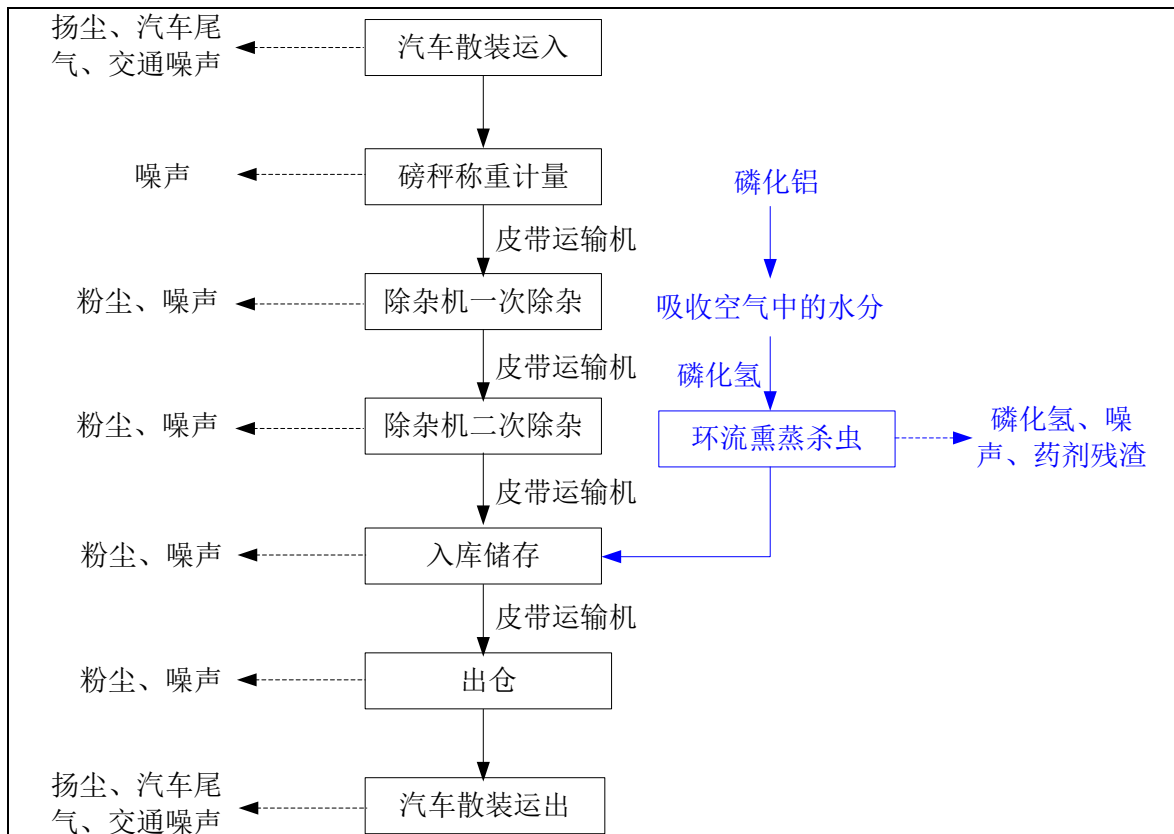 扬尘、汽车尾
气、交通噪声
汽车散装运入
噪声
磅秤称重计量
磷化铝
皮带运输机
粉尘、噪声
除杂机一次除杂
吸收空气中的水分
皮带运输机
磷化氢
粉尘、噪声
除杂机二次除杂
环流熏蒸杀虫
磷化氢、噪
声、药剂残渣
皮带运输机
粉尘、噪声
入库储存
皮带运输机
粉尘、噪声
出仓
扬尘、汽车尾
气、交通噪声
汽车散装运出